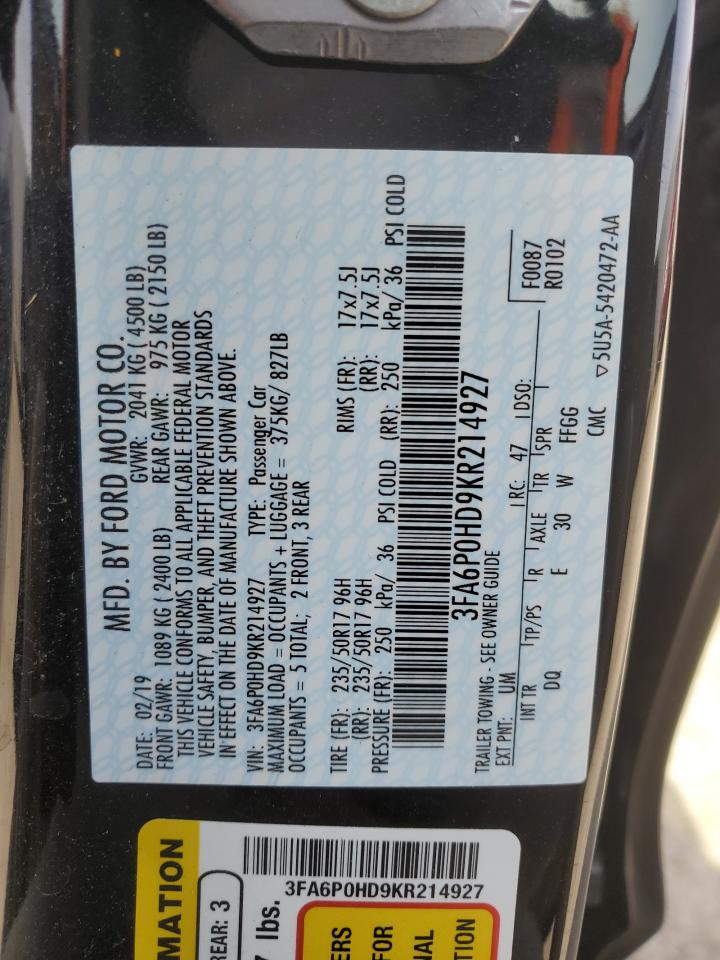 MFD. BY FORD MOTOR CO.
DATE: 02/19 GVWR: 2041 KG ( 4500 LB)
FRONT GAWR: 1089 KG ( 2400 LB) REAR GAWR: 975 KG ( 2150 LB)
THIS VEHICLE CONFORMS TO ALL APPLICABLE FEDERAL MOTOR
VEHICLE SAFETY, BUMPER, AND THEFT PREVENTION STANDARDS
IN EFFECT ON THE DATE OF MANUFACTURE SHOWN ABOVE.
VIN: 3FA6P0HD9KR214927 TYPE: Passenger Car
MAXIMUM LOAD = OCCUPANTS + LUGGAGE = 375KG/ 827LB
OCCUPANTS = 5 TOTAL; 2 FRONT, 3 REAR
TIRE (FR): 235/50R17 96H RIMS (FR): 17x7.5J
(RR): 235/50R17 96H (RR): 17x7.5J
PRESSURE (FR): 250 kPa/ 36 PSI COLD (RR): 250 kPa/ 36 PSI COLD
3FA6P0HD9KR214927
TRAILER TOWING - SEE OWNER GUIDE
EXT PNT: UM RC: 47 DSO: F0087
R0102
INT TR TP/PS R AXLE TR SPR
DQ E 30 W FFGG
CMC ▽5U5A-5420472-AA
MATION
REAR: 3
lbs.
3FA6P0HD9KR214927
ERS
FOR
NAL
TION